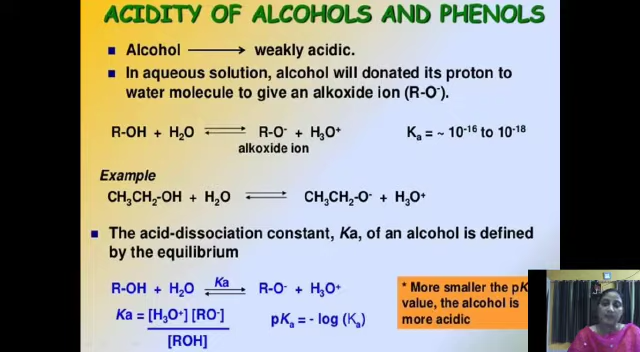 ACIDITY OF ALCOHOLS AND PHENOLS
Alcohol ⟶ weakly acidic.
In aqueous solution, alcohol will donated its proton to
water molecule to give an alkoxide ion (R-O⁻).
R-OH + H₂O ⇌ R-O⁻ + H₃O⁺ Kₐ = ~ 10⁻¹⁶ to 10⁻¹⁸
alkoxide ion
Example
CH₃CH₂-OH + H₂O ⇌ CH₃CH₂-O⁻ + H₃O⁺
The acid-dissociation constant, Ka, of an alcohol is defined
by the equilibrium
R-OH + H₂O ⇌ R-O⁻ + H₃O⁺
Ka
Ka = [H₃O⁺] [RO⁻]
[ROH]
pKₐ = - log (Kₐ)
* More smaller the pK
value, the alcohol is
more acidic